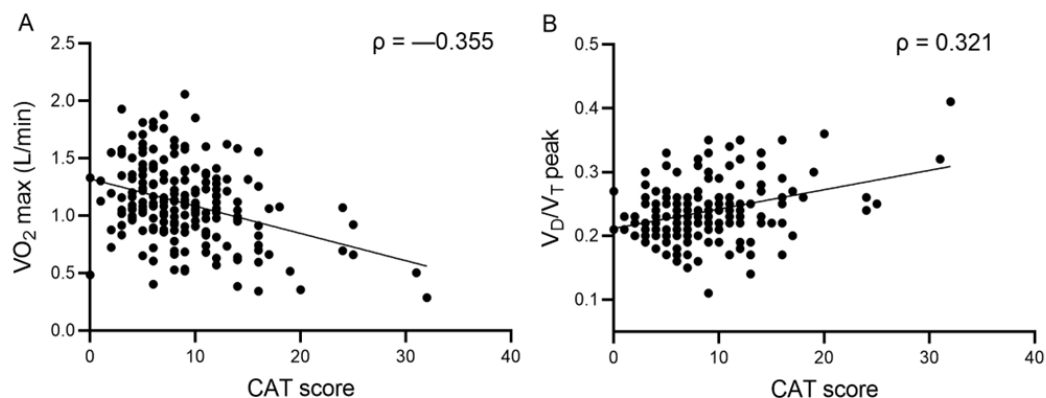 A
ρ = —0.355
VO₂ max (L/min)
2.5
2.0
1.5
1.0
0.5
0.0
0 10 20 30 40
CAT score
B
ρ = 0.321
V_D/V_T peak
0.5
0.4
0.3
0.2
0.1
0 10 20 30 40
CAT score